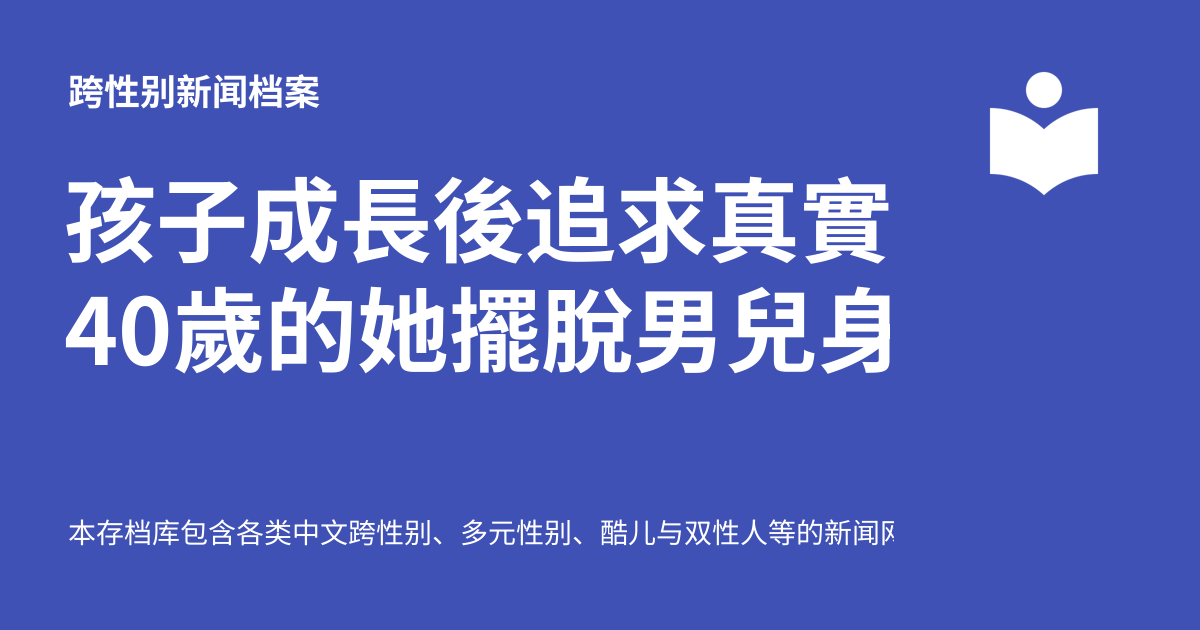 跨性别新闻档案
孩子成長後追求真實
40歲的她擺脫男兒身
本存档库包含各类中文跨性别、多元性别、酷儿与双性人等的新闻网